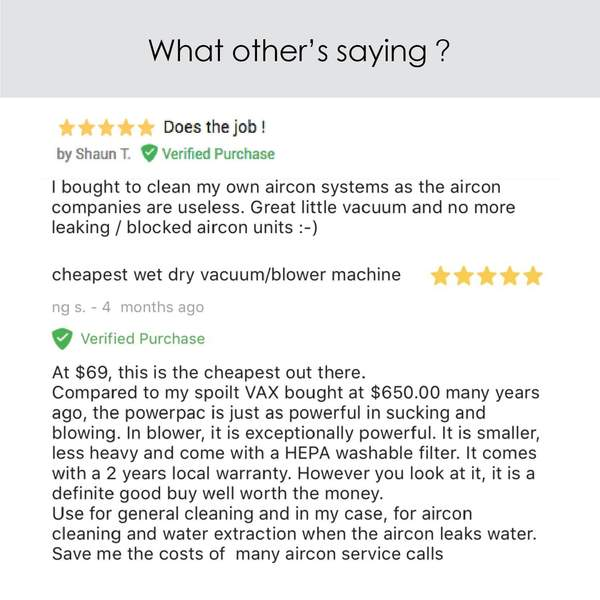 What other's saying ?
Does the job !
by Shaun T. Verified Purchase
I bought to clean my own aircon systems as the aircon
companies are useless. Great little vacuum and no more
leaking / blocked aircon units :-)
cheapest wet dry vacuum/blower machine
ng s. - 4 months ago
Verified Purchase
At $69, this is the cheapest out there.
Compared to my spoilt VAX bought at $650.00 many years
ago, the powerpac is just as powerful in sucking and
blowing. In blower, it is exceptionally powerful. It is smaller,
less heavy and come with a HEPA washable filter. It comes
with a 2 years local warranty. However you look at it, it is a
definite good buy well worth the money.
Use for general cleaning and in my case, for aircon
cleaning and water extraction when the aircon leaks water.
Save me the costs of many aircon service calls